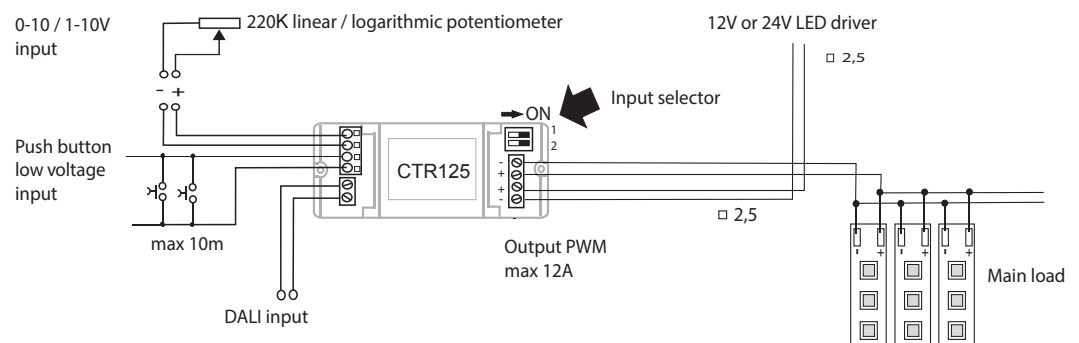 0-10 / 1-10V
input
220K linear / logarithmic potentiometer
12V or 24V LED driver
2,5
- +
ON
Input selector
1
2
Push button
low voltage
input
CTR125
-
+
+
-
-
2,5
max 10m
Output PWM
max 12A
DALI input
- + - + - +
Main load